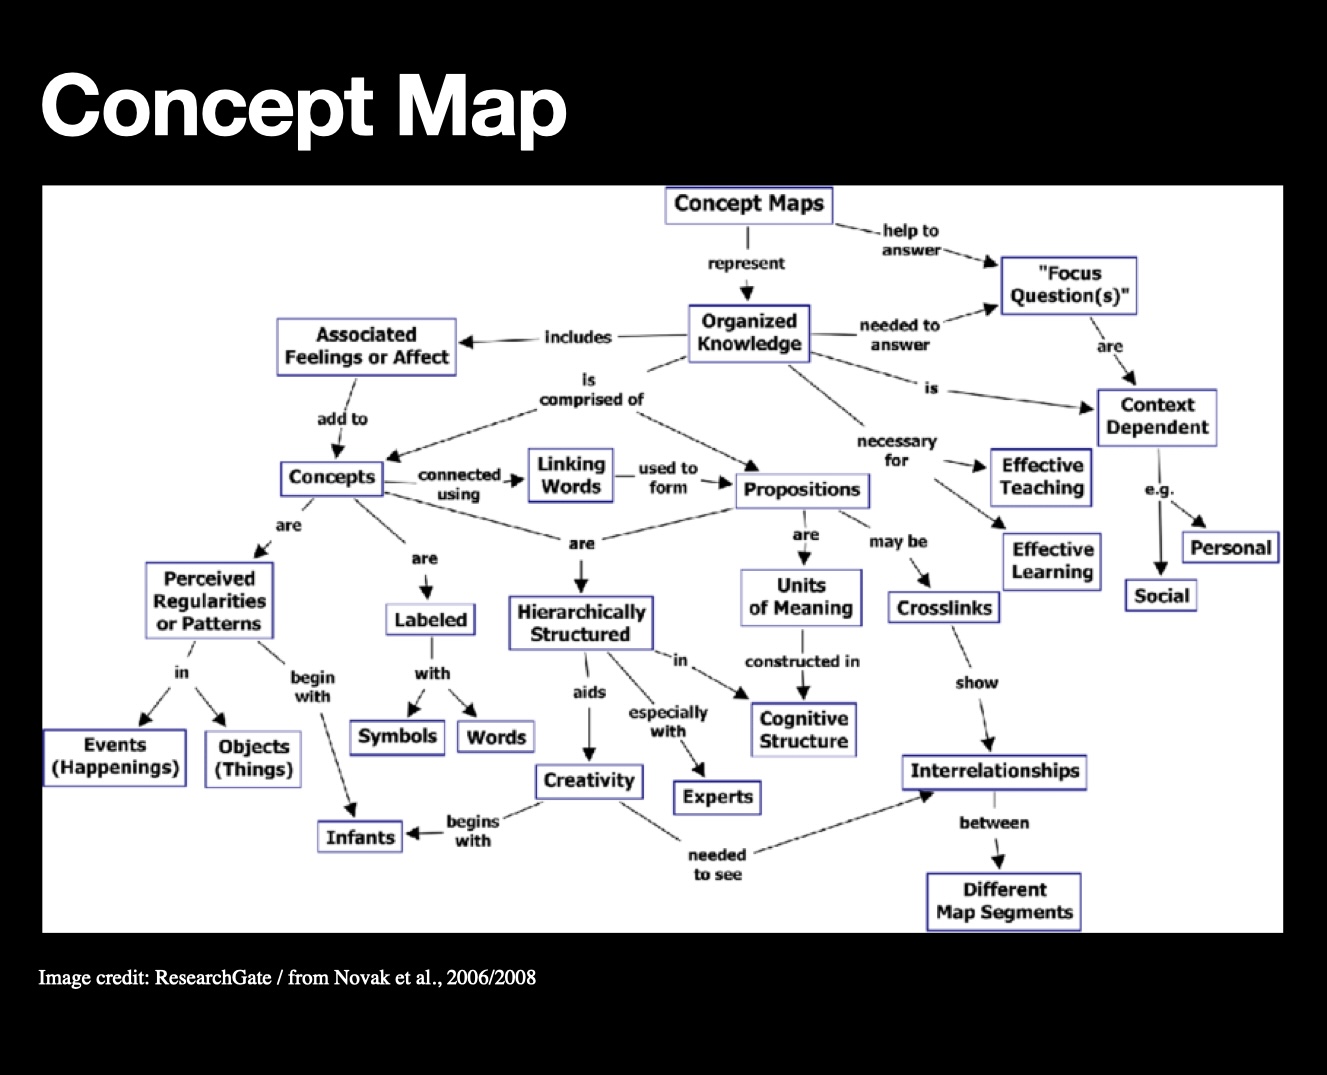 Concept Map
Concept Maps
help to
answer
represent
"Focus
Question(s)"
Organized
Knowledge
needed to
answer
includes
Associated
Feelings or Affect
are
is
comprised of
is
Context
Dependent
add to
necessary
for
Concepts
connected
using
Linking
Words
used to
form
Propositions
Effective
Teaching
e.g.
are
are
are
are
may be
Effective
Learning
Personal
Social
Perceived
Regularities
or Patterns
Labeled
Hierarchically
Structured
Units
of Meaning
Crosslinks
in
begin
with
with
aids
in
constructed in
show
especially
with
Events
(Happenings)
Objects
(Things)
Symbols
Words
Cognitive
Structure
Creativity
Experts
Interrelationships
Infants
begins
with
needed
to see
between
Different
Map Segments
Image credit: ResearchGate / from Novak et al., 2006/2008